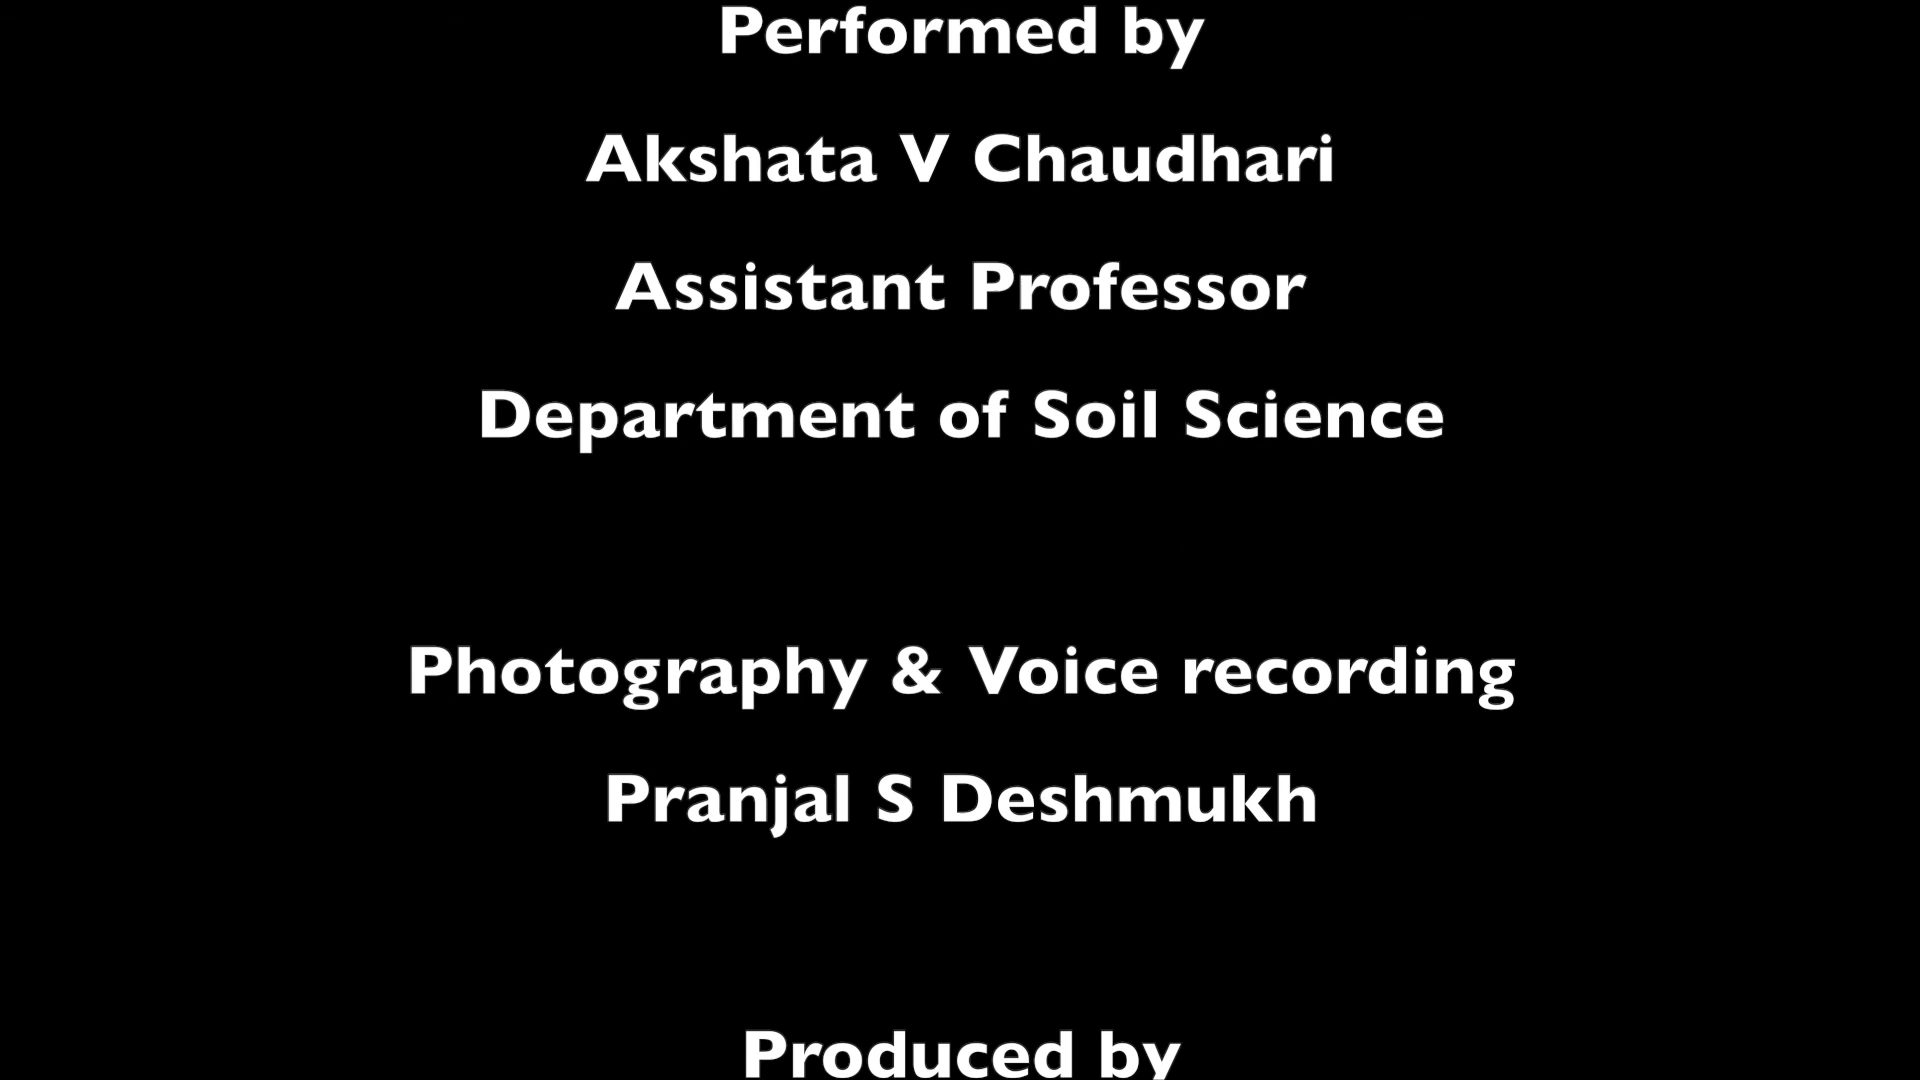 Performed by
Akshata V Chaudhari
Assistant Professor
Department of Soil Science
Photography & Voice recording
Pranjal S Deshmukh
Produced by